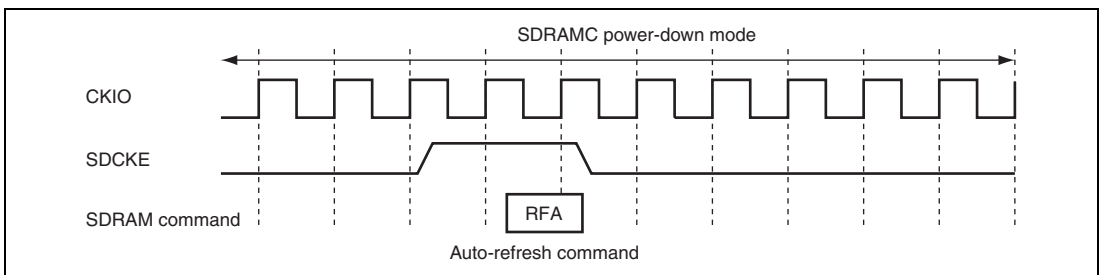 SDRAMC power-down mode
CKIO
SDCKE
SDRAM command
RFA
Auto-refresh command